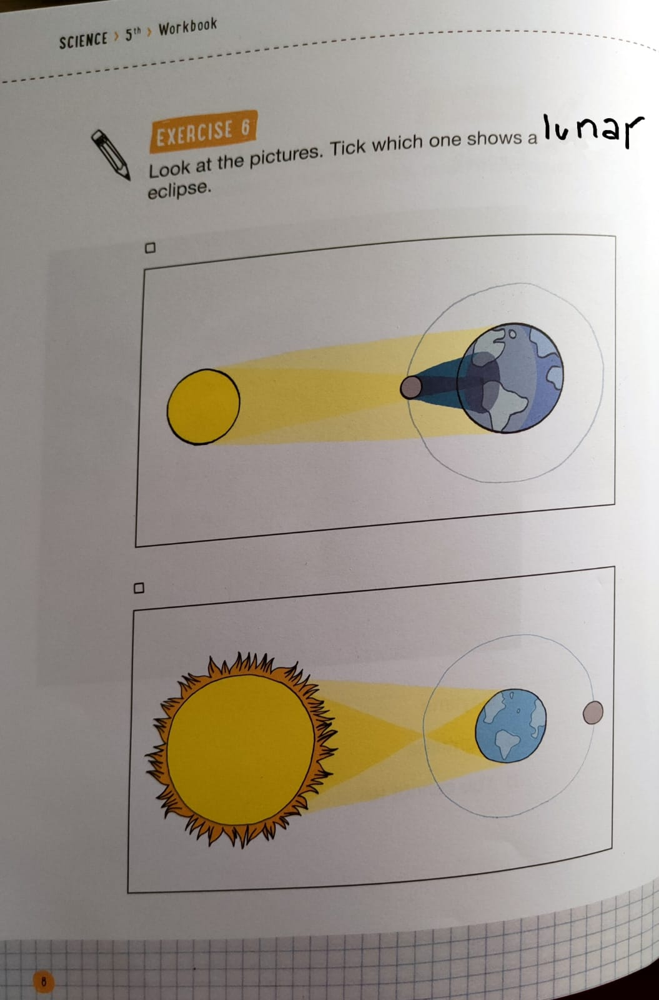 SCIENCE › 5th › Workbook
EXERCISE 6
Look at the pictures. Tick which one shows a lunar
eclipse.
8